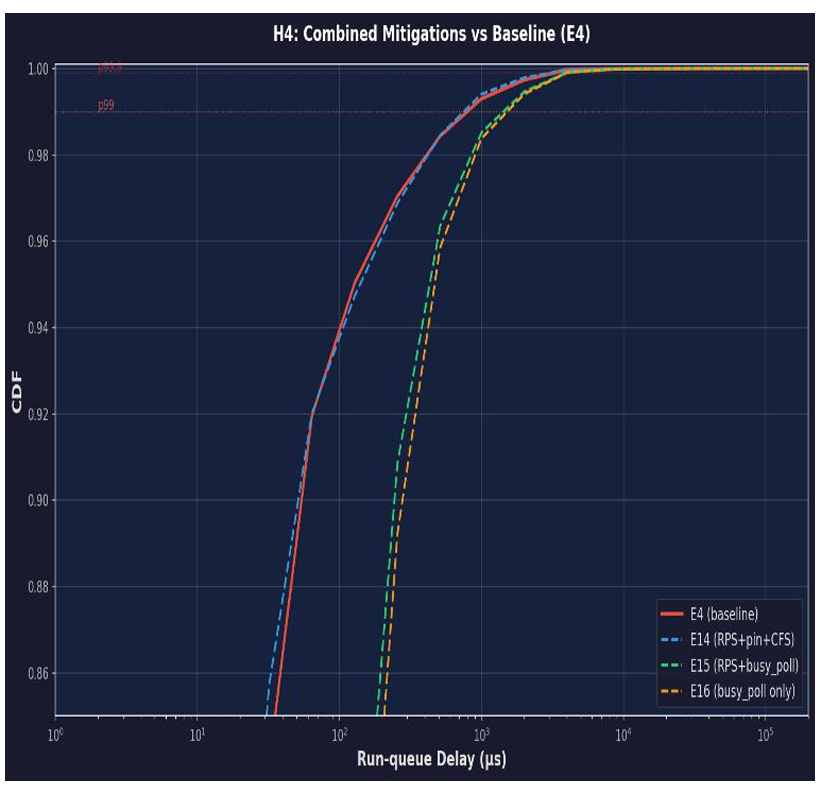 H4: Combined Mitigations vs Baseline (E4)
1.00
p99.9
p99
0.98
0.96
0.94
0.92
0.90
0.88
0.86
CDF
E4 (baseline)
E14 (RPS+pin+CFS)
E15 (RPS+busy_poll)
E16 (busy_poll only)
10⁰
10¹
10²
10³
10⁴
10⁵
Run-queue Delay (μs)